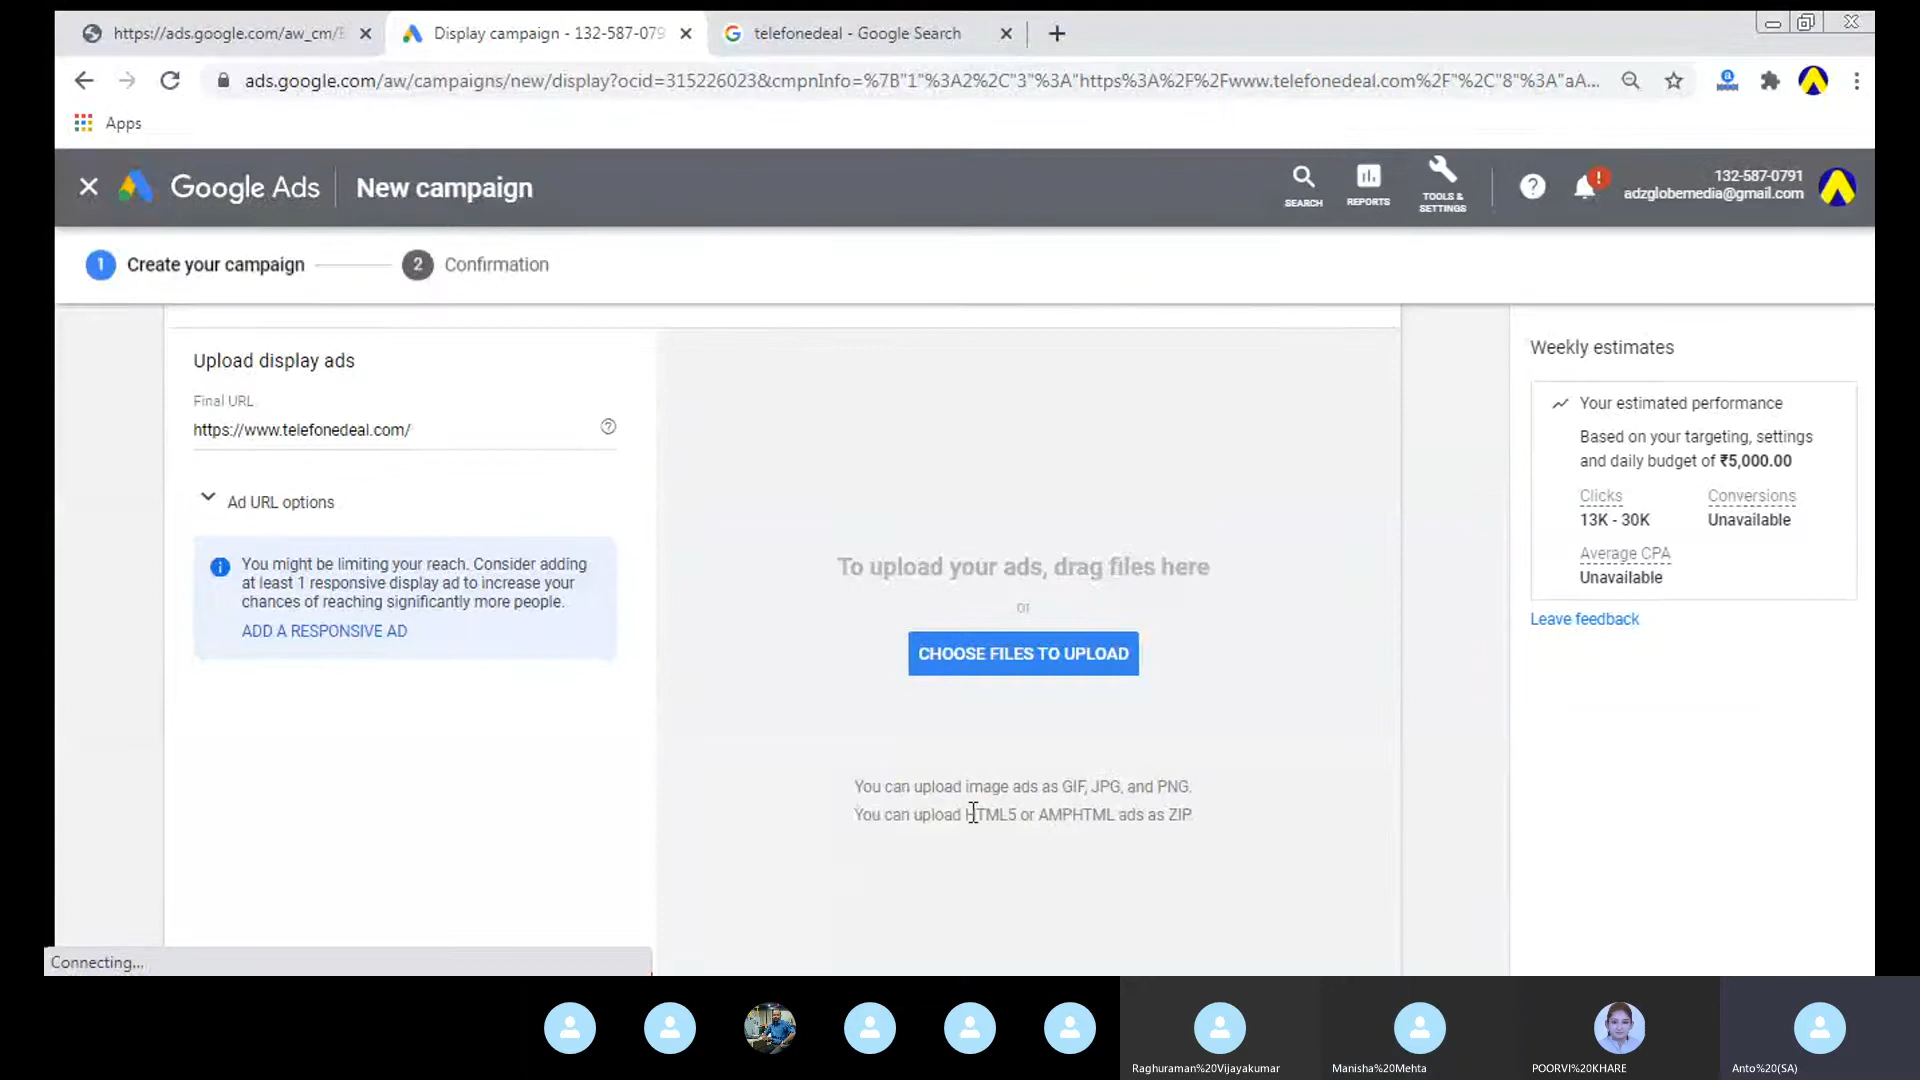 https://ads.google.com/aw_cm/E
Display campaign - 132-587-079
telefonedeal - Google Search
ads.google.com/aw/campaigns/new/display?ocid=315226023&cmpnInfo=%7B"1"%3A2%2C"3"%3A"https%3A%2F%2Fwww.telefonedeal.com%2F"%2C"8"%3A"aA...
Apps
Google Ads
New campaign
SEARCH
REPORTS
TOOLS &
SETTINGS
132-587-0791
adzglobemedia@gmail.com
1 Create your campaign
2 Confirmation
Upload display ads
Final URL
https://www.telefonedeal.com/
Ad URL options
You might be limiting your reach. Consider adding
at least 1 responsive display ad to increase your
chances of reaching significantly more people.
ADD A RESPONSIVE AD
To upload your ads, drag files here
or
CHOOSE FILES TO UPLOAD
You can upload image ads as GIF, JPG, and PNG.
You can upload HTML5 or AMPHTML ads as ZIP
Weekly estimates
Your estimated performance
Based on your targeting, settings
and daily budget of ₹5,000.00
Clicks
13K - 30K
Conversions
Unavailable
Average CPA
Unavailable
Leave feedback
Connecting...
Raghuraman%20Vijayakumar
Manisha%20Mehta
POORVI%20KHARE
Anto%20(SA)